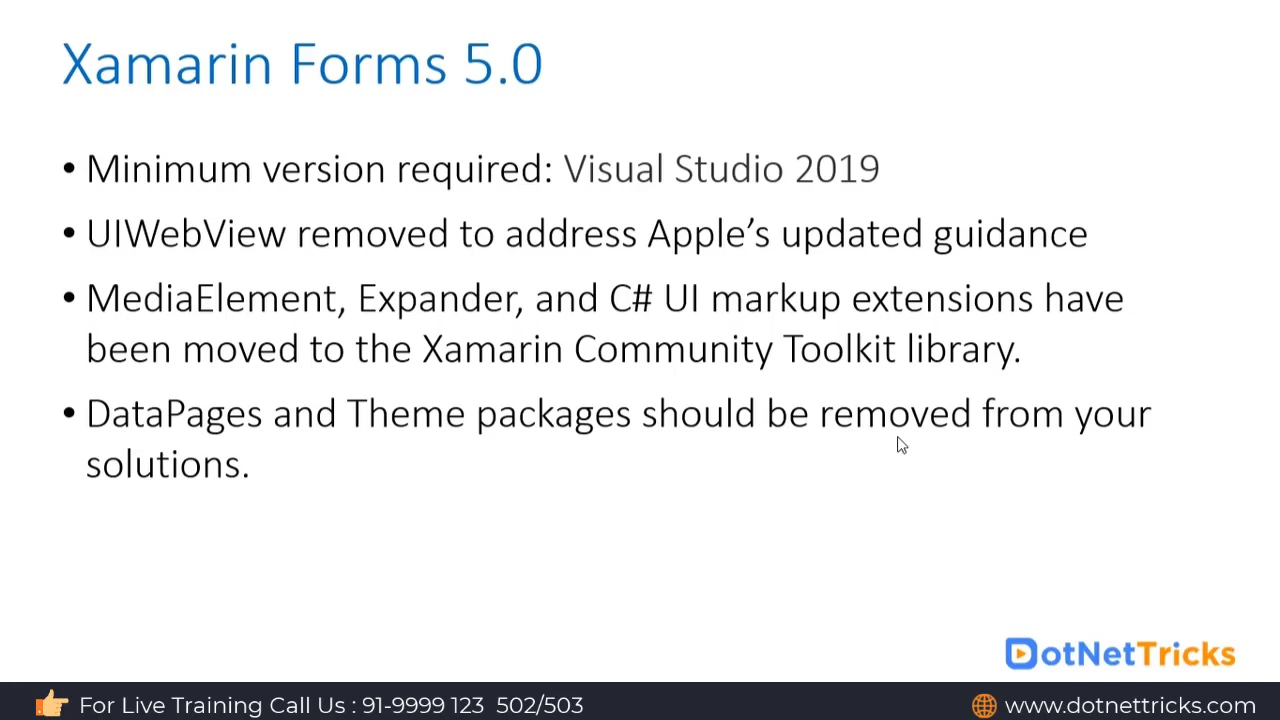 Xamarin Forms 5.0
• Minimum version required: Visual Studio 2019
• UIWebView removed to address Apple’s updated guidance
• MediaElement, Expander, and C# UI markup extensions have
been moved to the Xamarin Community Toolkit library.
• DataPages and Theme packages should be removed from your
solutions.
DotNetTricks
For Live Training Call Us : 91-9999 123 502/503
www.dotnettricks.com